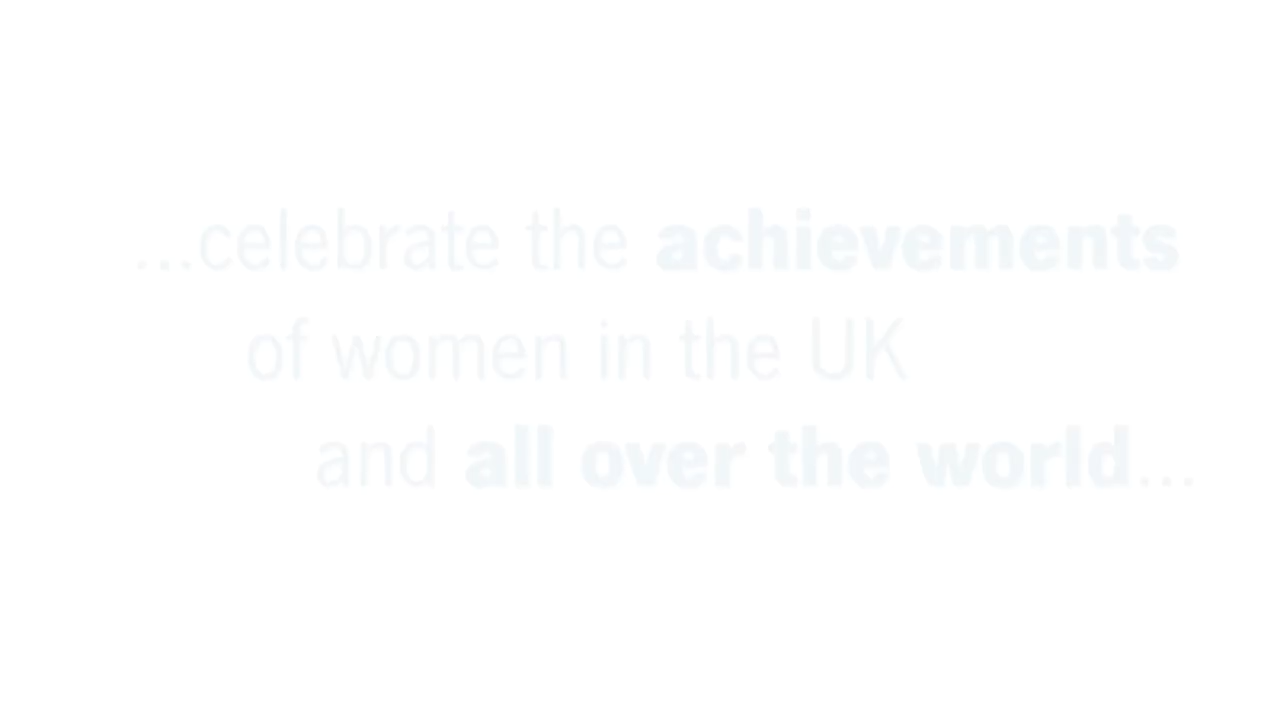 ...celebrate the achievements
of women in the UK
and all over the world...